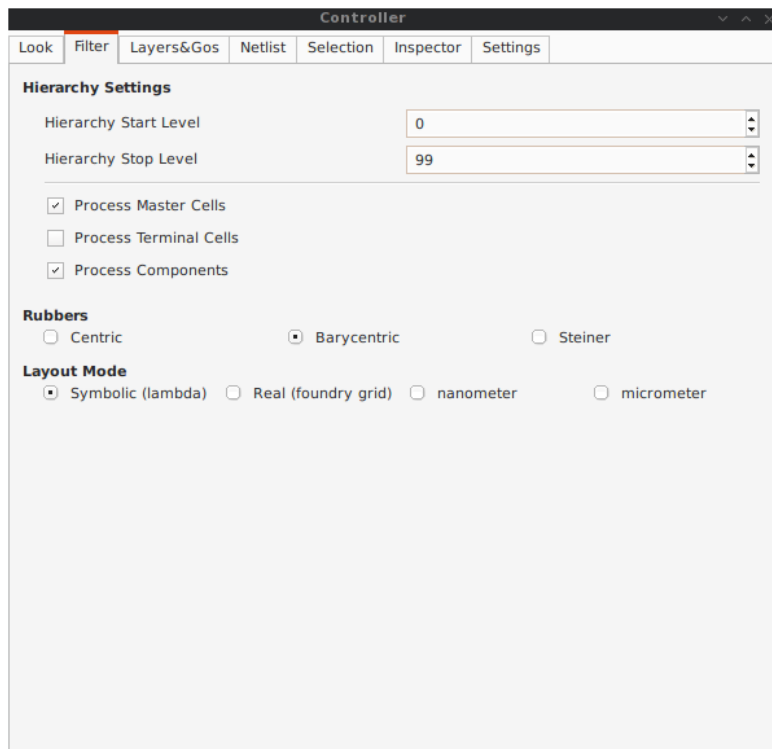 Controller
Look Filter Layers&Gos Netlist Selection Inspector Settings
Hierarchy Settings
Hierarchy Start Level 0
Hierarchy Stop Level 99
Process Master Cells
Process Terminal Cells
Process Components
Rubbers
Centric Barycentric Steiner
Layout Mode
Symbolic (lambda) Real (foundry grid) nanometer micrometer